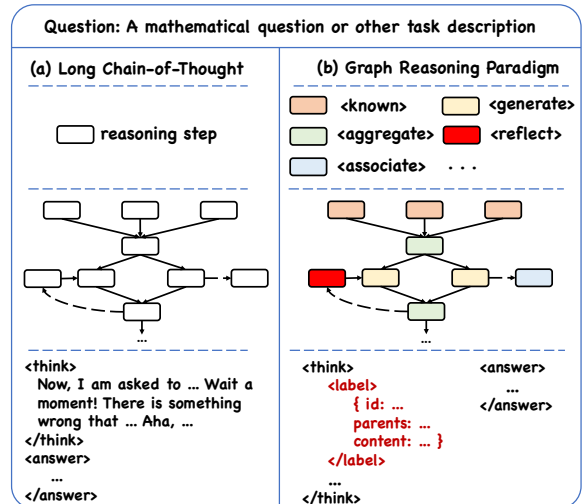 Question: A mathematical question or other task description
(a) Long Chain-of-Thought
reasoning step
...
<think>
Now, I am asked to ... Wait a
moment! There is something
wrong that ... Aha, ...
</think>
<answer>
...
</answer>
(b) Graph Reasoning Paradigm
<known>
<generate>
<aggregate>
<reflect>
<associate>
...
...
<think>
<label>
{ id: ...
parents: ...
content: ... }
</label>
...
</think>
<answer>
...
</answer>